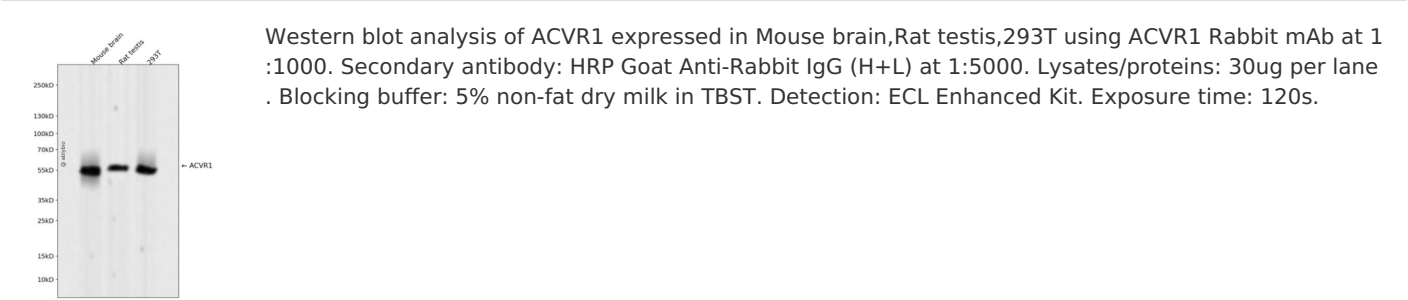 Mouse brain
Rat testis
293T
250kD
130kD
100kD
70kD
55kD
35kD
25kD
15kD
10kD
@ abbybio
← ACVR1
Western blot analysis of ACVR1 expressed in Mouse brain,Rat testis,293T using ACVR1 Rabbit mAb at 1
:1000. Secondary antibody: HRP Goat Anti-Rabbit IgG (H+L) at 1:5000. Lysates/proteins: 30ug per lane
. Blocking buffer: 5% non-fat dry milk in TBST. Detection: ECL Enhanced Kit. Exposure time: 120s.